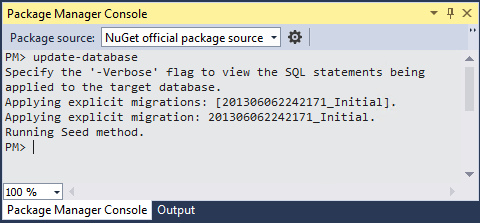 Package Manager Console
Package source: NuGet official package source
PM> update-database
Specify the '-Verbose' flag to view the SQL statements being
applied to the target database.
Applying explicit migrations: [201306062242171_Initial].
Applying explicit migration: 201306062242171_Initial.
Running Seed method.
PM>
100 %
Package Manager Console Output